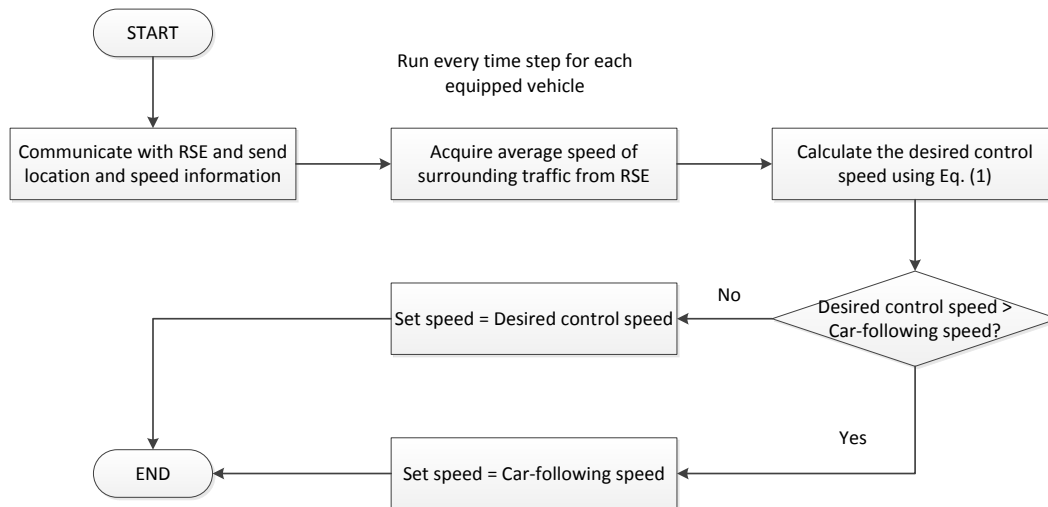 START
Run every time step for each
equipped vehicle
Communicate with RSE and send
location and speed information
Acquire average speed of
surrounding traffic from RSE
Calculate the desired control
speed using Eq. (1)
Desired control speed >
Car-following speed?
No
Set speed = Desired control speed
Yes
Set speed = Car-following speed
END